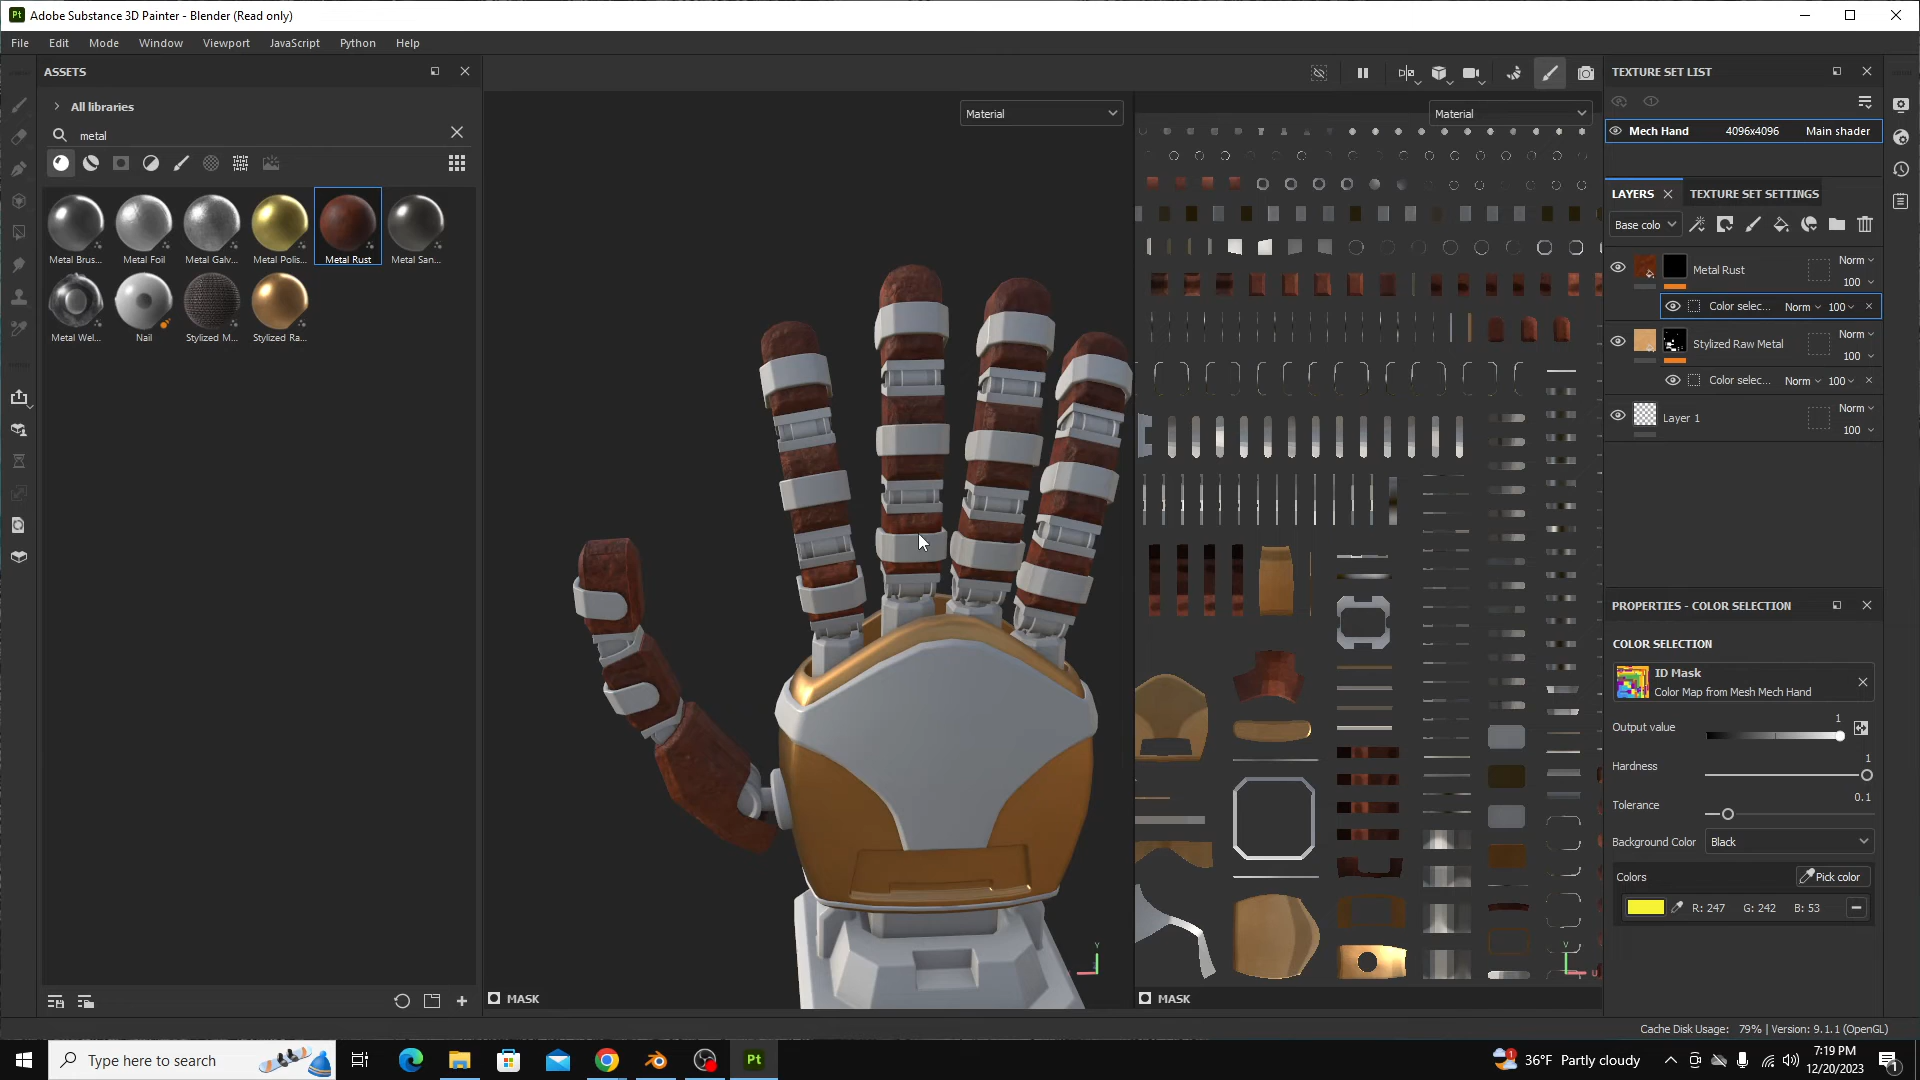 Pt Adobe Substance 3D Painter - Blender (Read only)
File Edit Mode Window Viewport JavaScript Python Help
ASSETS
All libraries
metal
Metal Brus... Metal Foil Metal Galv... Metal Polis... Metal Rust Metal San...
Metal Wel... Nail Stylized M... Stylized Ra...
Material
Y
MASK
Material
V
U
MASK
TEXTURE SET LIST
Mech Hand 4096x4096 Main shader
LAYERS TEXTURE SET SETTINGS
Base colo
Metal Rust Norm
100
Color selec... Norm 100
Stylized Raw Metal Norm
100
Color selec... Norm 100
Layer 1 Norm
100
PROPERTIES - COLOR SELECTION
COLOR SELECTION
ID Mask
Color Map from Mesh Mech Hand
Output value 1
Hardness 1
Tolerance 0.1
Background Color Black
Colors Pick color
R: 247 G: 242 B: 53
Cache Disk Usage: 79% | Version: 9.1.1 (OpenGL)
Type here to search
Pt
1
36°F Partly cloudy
7:19 PM
12/20/2023
1